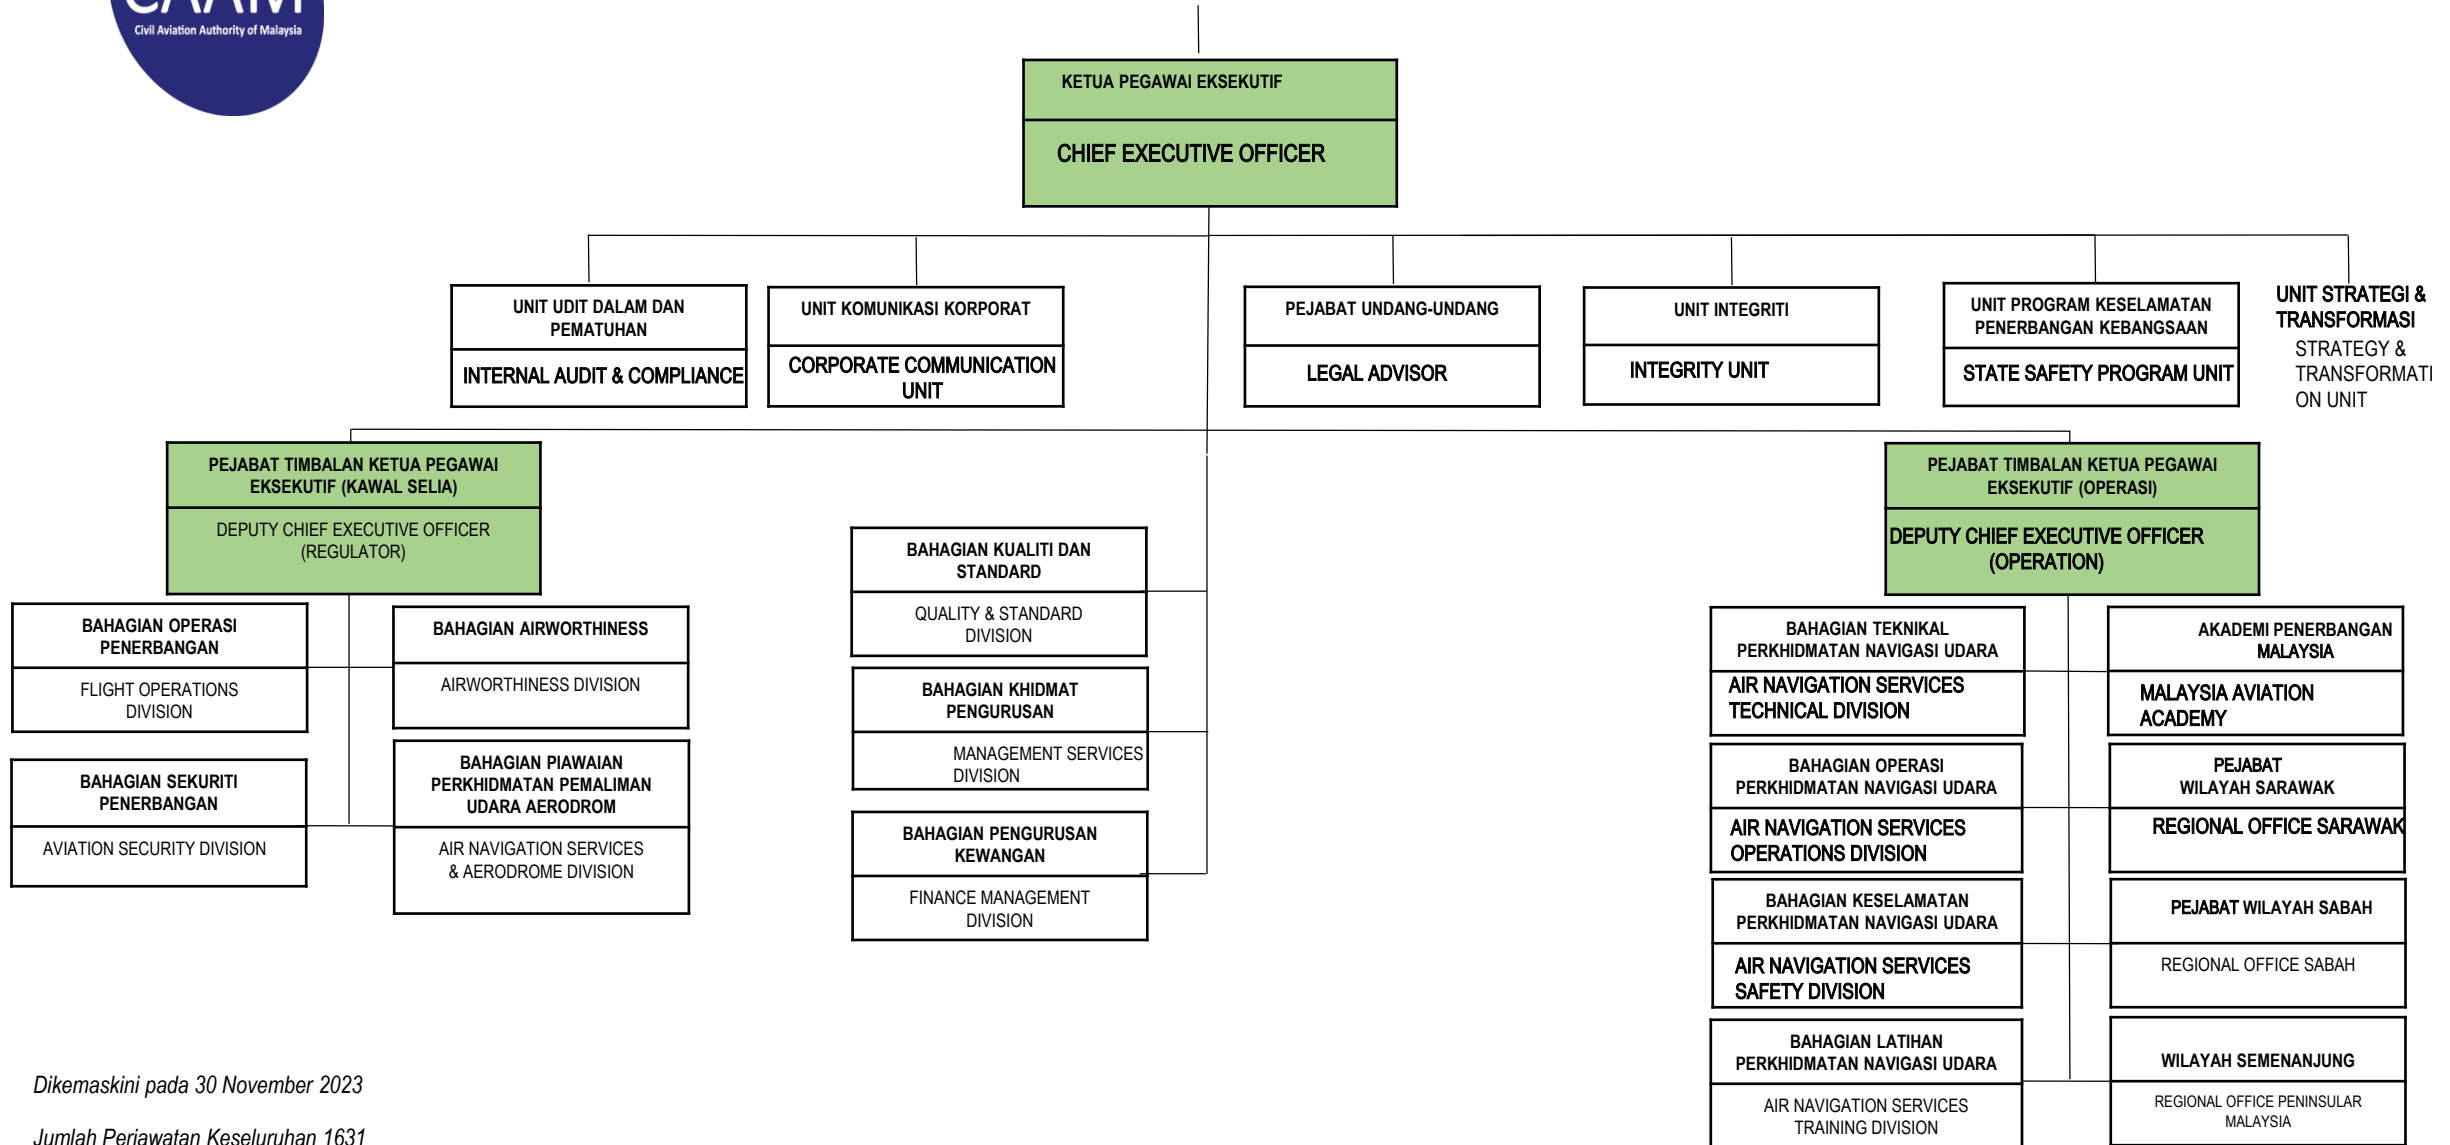 CAAM
Civil Aviation Authority of Malaysia
KETUA PEGAWAI EKSEKUTIF
CHIEF EXECUTIVE OFFICER
UNIT UDIT DALAM DAN
PEMATUHAN
INTERNAL AUDIT & COMPLIANCE
UNIT KOMUNIKASI KORPORAT
CORPORATE COMMUNICATION
UNIT
PEJABAT UNDANG-UNDANG
LEGAL ADVISOR
UNIT INTEGRITI
INTEGRITY UNIT
UNIT PROGRAM KESELAMATAN
PENERBANGAN KEBANGSAAN
STATE SAFETY PROGRAM UNIT
UNIT STRATEGI &
TRANSFORMASI
STRATEGY &
TRANSFORMATI
ON UNIT
PEJABAT TIMBALAN KETUA PEGAWAI
EKSEKUTIF (KAWAL SELIA)
DEPUTY CHIEF EXECUTIVE OFFICER
(REGULATOR)
BAHAGIAN OPERASI
PENERBANGAN
FLIGHT OPERATIONS
DIVISION
BAHAGIAN AIRWORTHINESS
AIRWORTHINESS DIVISION
BAHAGIAN SEKURITI
PENERBANGAN
AVIATION SECURITY DIVISION
BAHAGIAN PIAWAIAN
PERKHIDMATAN PEMALIMAN
UDARA AERODROM
AIR NAVIGATION SERVICES
& AERODROME DIVISION
BAHAGIAN KUALITI DAN
STANDARD
QUALITY & STANDARD
DIVISION
BAHAGIAN KHIDMAT
PENGURUSAN
MANAGEMENT SERVICES
DIVISION
BAHAGIAN PENGURUSAN
KEWANGAN
FINANCE MANAGEMENT
DIVISION
PEJABAT TIMBALAN KETUA PEGAWAI
EKSEKUTIF (OPERASI)
DEPUTY CHIEF EXECUTIVE OFFICER
(OPERATION)
BAHAGIAN TEKNIKAL
PERKHIDMATAN NAVIGASI UDARA
AIR NAVIGATION SERVICES
TECHNICAL DIVISION
AKADEMI PENERBANGAN
MALAYSIA
MALAYSIA AVIATION
ACADEMY
BAHAGIAN OPERASI
PERKHIDMATAN NAVIGASI UDARA
AIR NAVIGATION SERVICES
OPERATIONS DIVISION
PEJABAT
WILAYAH SARAWAK
REGIONAL OFFICE SARAWAK
BAHAGIAN KESELAMATAN
PERKHIDMATAN NAVIGASI UDARA
AIR NAVIGATION SERVICES
SAFETY DIVISION
PEJABAT WILAYAH SABAH
REGIONAL OFFICE SABAH
BAHAGIAN LATIHAN
PERKHIDMATAN NAVIGASI UDARA
AIR NAVIGATION SERVICES
TRAINING DIVISION
WILAYAH SEMENANJUNG
REGIONAL OFFICE PENINSULAR
MALAYSIA
Dikemaskini pada 30 November 2023
Jumlah Perjawatan Keseluruhan 1631